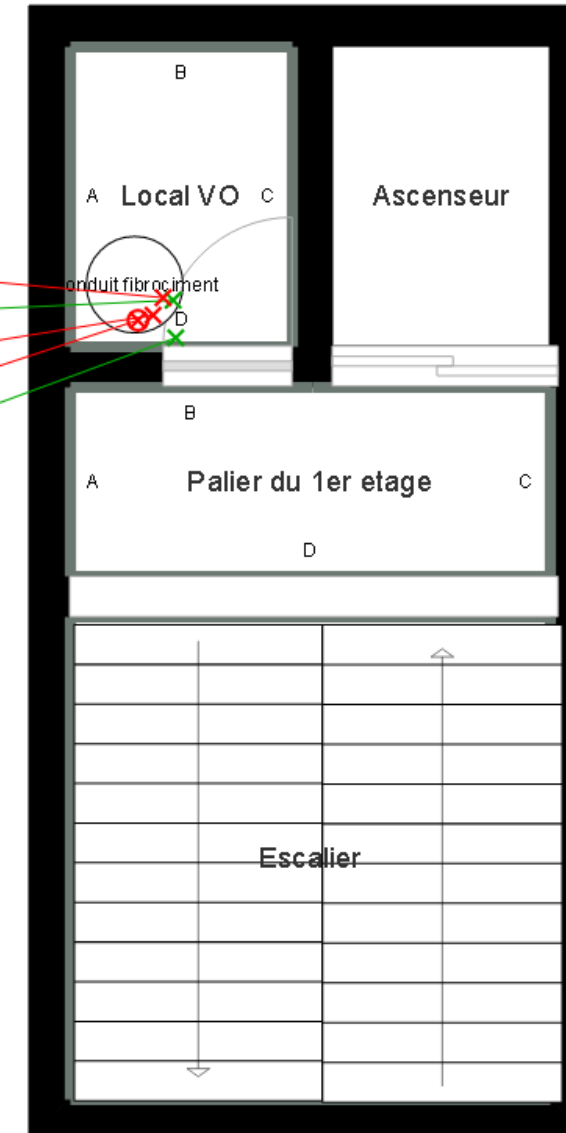 B
A Local VO C
Ascenseur
onduit fibrociment
D
B
A Palier du 1er etage C
D
Escalier